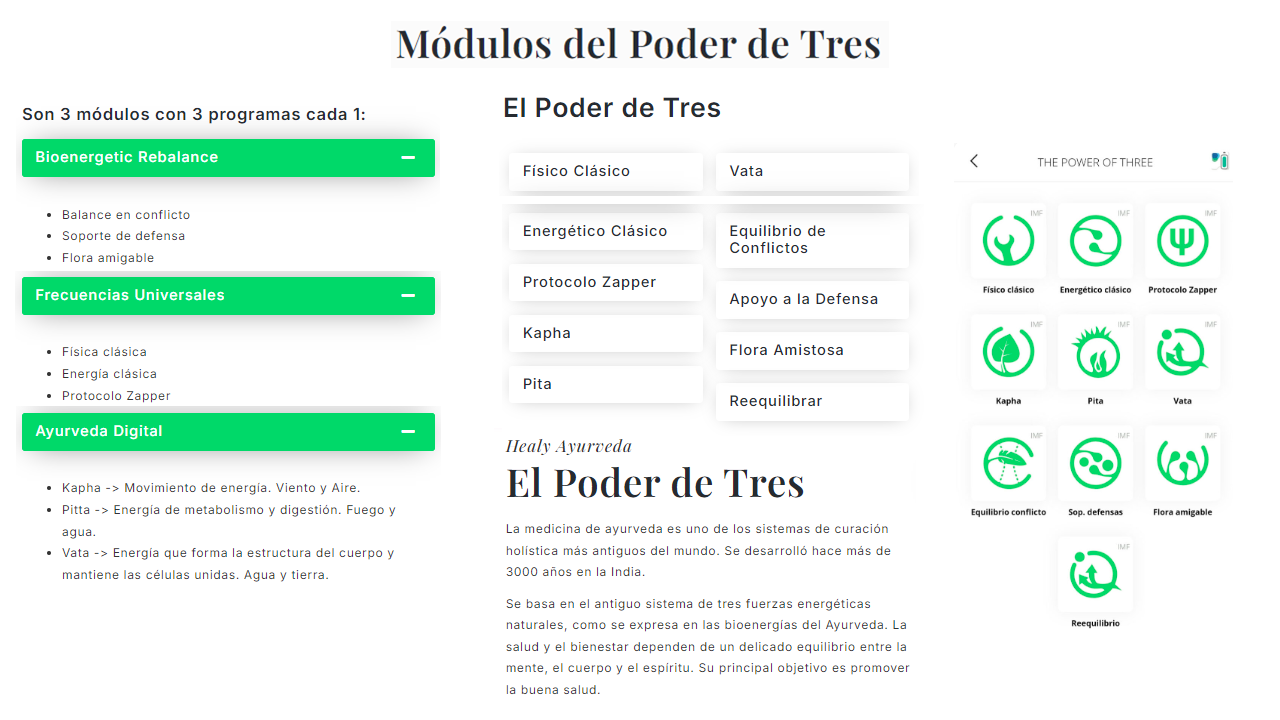 Módulos del Poder de Tres
Son 3 módulos con 3 programas cada 1:
Bioenergetic Rebalance
Balance en conflicto
Soporte de defensa
Flora amigable
Frecuencias Universales
Física clásica
Energía clásica
Protocolo Zapper
Ayurveda Digital
Kapha -> Movimiento de energía. Viento y Aire.
Pitta -> Energía de metabolismo y digestión. Fuego y
agua.
Vata -> Energía que forma la estructura del cuerpo y
mantiene las células unidas. Agua y tierra.
El Poder de Tres
Físico Clásico
Vata
Energético Clásico
Equilibrio de
Conflictos
Protocolo Zapper
Apoyo a la Defensa
Kapha
Flora Amistosa
Pita
Reequilibrar
Healy Ayurveda
El Poder de Tres
La medicina de ayurveda es uno de los sistemas de curación
holística más antiguos del mundo. Se desarrolló hace más de
3000 años en la India.
Se basa en el antiguo sistema de tres fuerzas energéticas
naturales, como se expresa en las bioenergías del Ayurveda. La
salud y el bienestar dependen de un delicado equilibrio entre la
mente, el cuerpo y el espíritu. Su principal objetivo es promover
la buena salud.
THE POWER OF THREE
IMF IMF IMF
Físico clásico Energético clásico Protocolo Zapper
IMF IMF IMF
Kapha Pita Vata
IMF IMF IMF
Equilibrio conflicto Sop. defensas Flora amigable
IMF
Reequilibrio